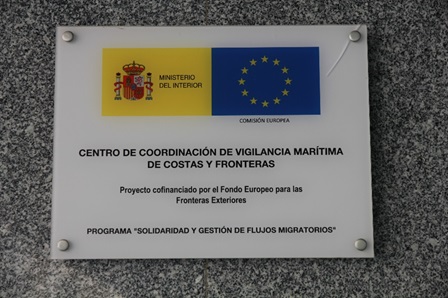 MINISTERIO
DEL INTERIOR
COMISIÓN EUROPEA
CENTRO DE COORDINACIÓN DE VIGILANCIA MARÍTIMA
DE COSTAS Y FRONTERAS
Proyecto cofinanciado por el Fondo Europeo para las
Fronteras Exteriores
PROGRAMA "SOLIDARIDAD Y GESTIÓN DE FLUJOS MIGRATORIOS"